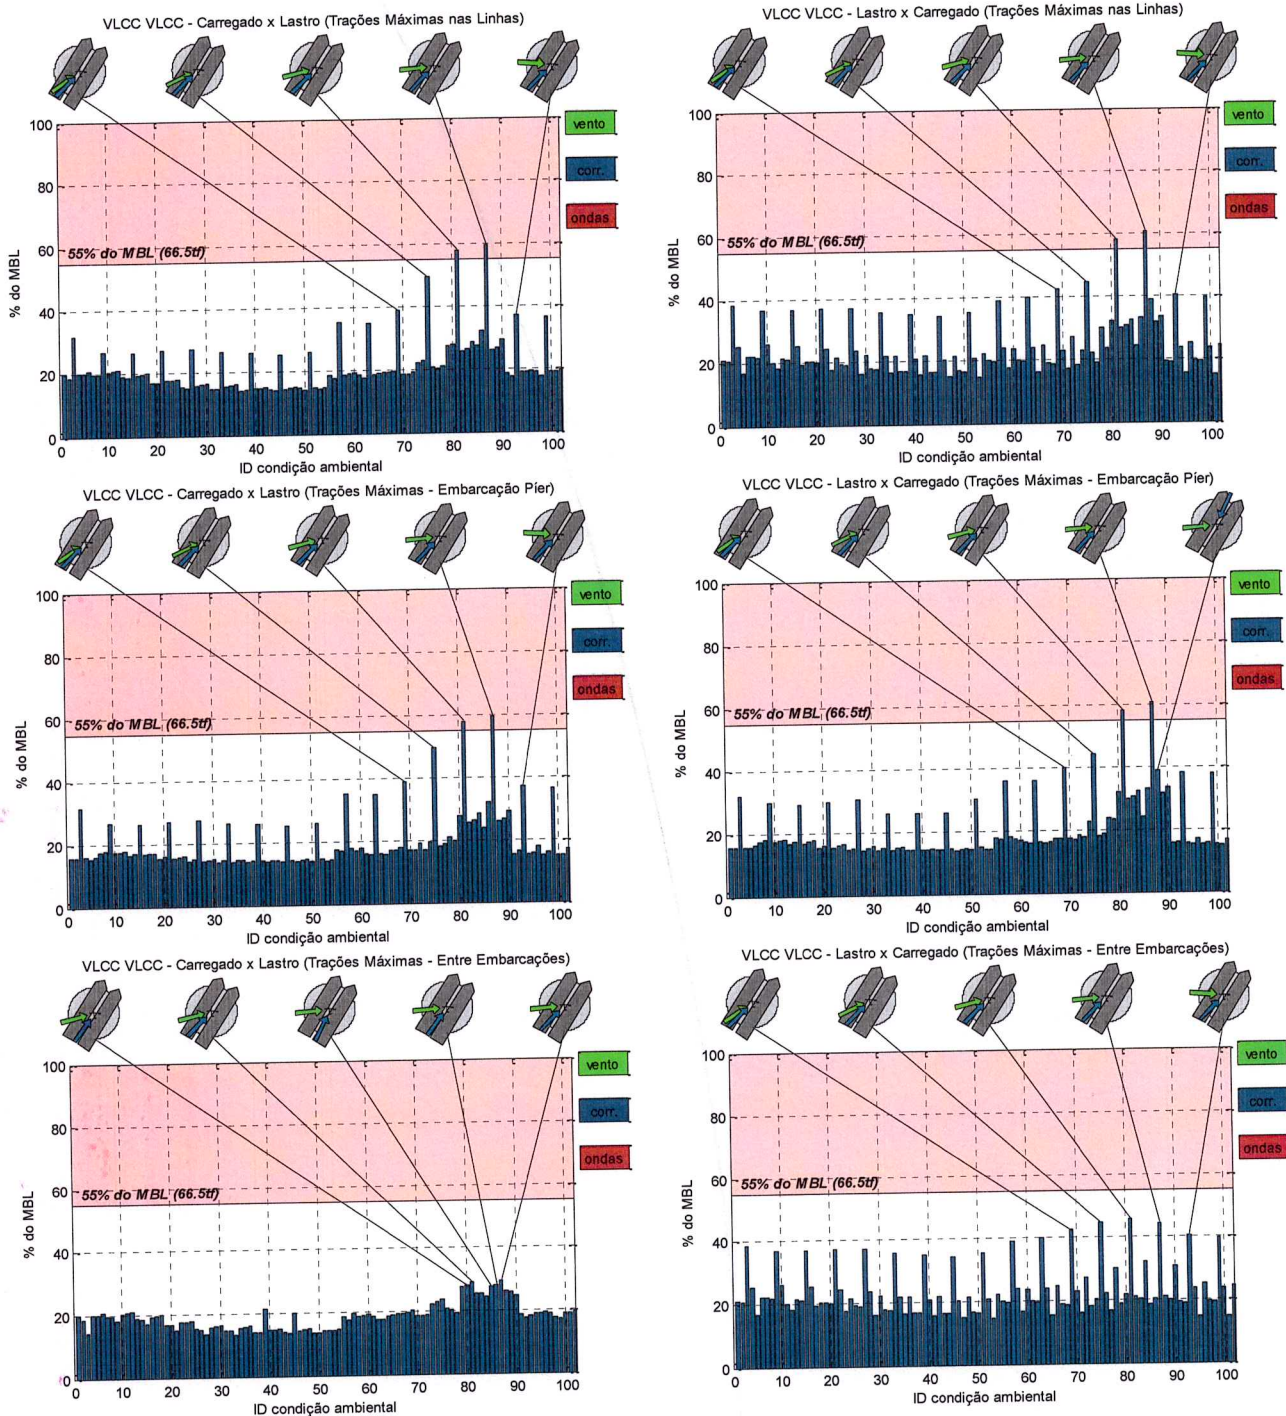 VLCC VLCC - Carregado x Lastro (Trações Máximas nas Linhas)
vento
corr.
ondas
55% do MBL (66.5tf)
% do MBL
100
80
60
40
20
0
0 10 20 30 40 50 60 70 80 90 100
ID condição ambiental
VLCC VLCC - Lastro x Carregado (Trações Máximas nas Linhas)
vento
corr.
ondas
55% do MBL (66.5tf)
% do MBL
100
80
60
40
20
0
0 10 20 30 40 50 60 70 80 90 100
ID condição ambiental
VLCC VLCC - Carregado x Lastro (Trações Máximas - Embarcação Píer)
vento
corr.
ondas
55% do MBL (66.5tf)
% do MBL
100
80
60
40
20
0
0 10 20 30 40 50 60 70 80 90 100
ID condição ambiental
VLCC VLCC - Lastro x Carregado (Trações Máximas - Embarcação Píer)
vento
corr.
ondas
55% do MBL (66.5tf)
% do MBL
100
80
60
40
20
0
0 10 20 30 40 50 60 70 80 90 100
ID condição ambiental
VLCC VLCC - Carregado x Lastro (Trações Máximas - Entre Embarcações)
vento
corr.
ondas
55% do MBL (66.5tf)
% do MBL
100
80
60
40
20
0
0 10 20 30 40 50 60 70 80 90 100
ID condição ambiental
VLCC VLCC - Lastro x Carregado (Trações Máximas - Entre Embarcações)
vento
corr.
ondas
55% do MBL (66.5tf)
% do MBL
100
80
60
40
20
0
0 10 20 30 40 50 60 70 80 90 100
ID condição ambiental